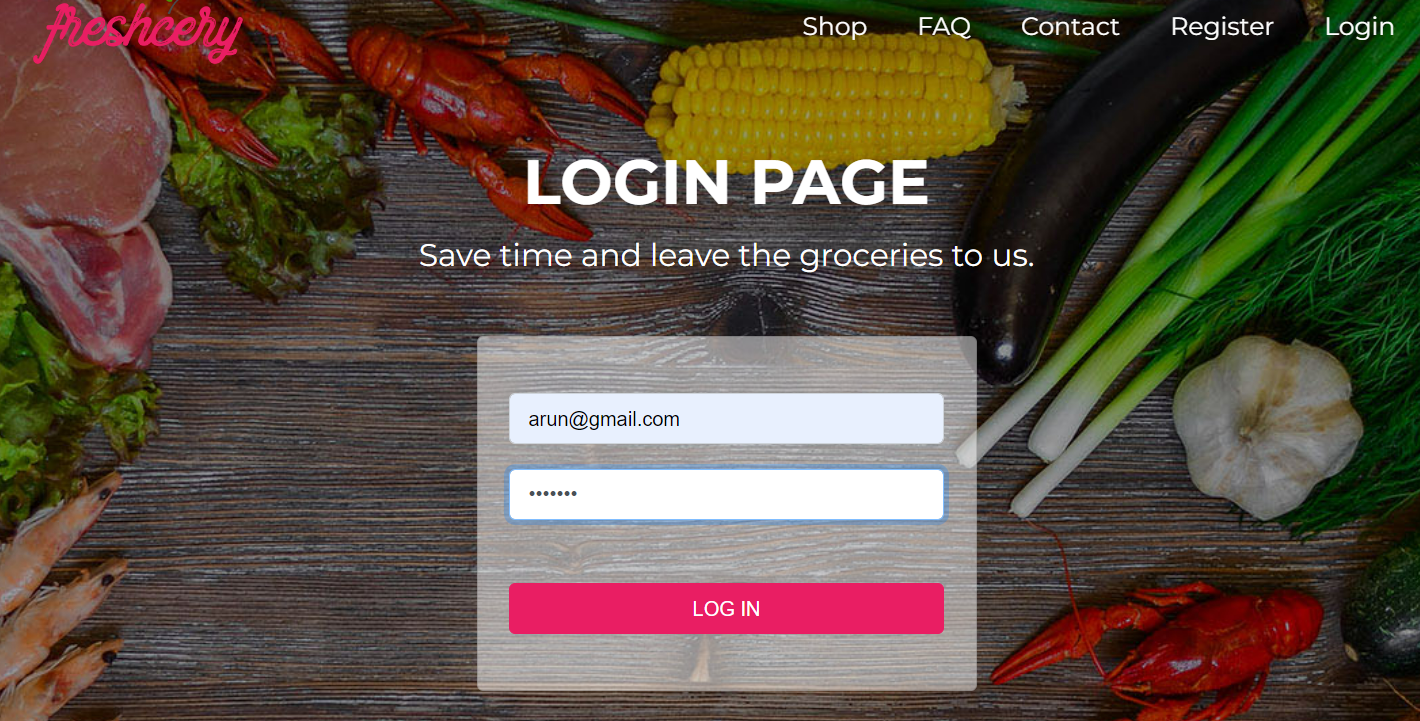 freshcery
Shop FAQ Contact Register Login
LOGIN PAGE
Save time and leave the groceries to us.
arun@gmail.com
•••••••
LOG IN